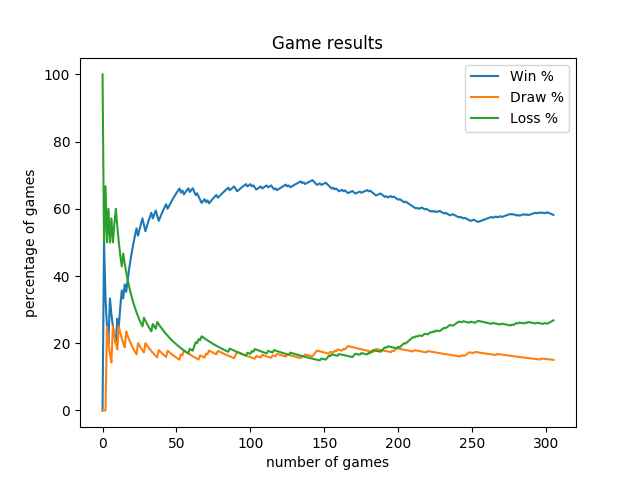 Game results
Win %
Draw %
Loss %
percentage of games
100
80
60
40
20
0
0 50 100 150 200 250 300
number of games